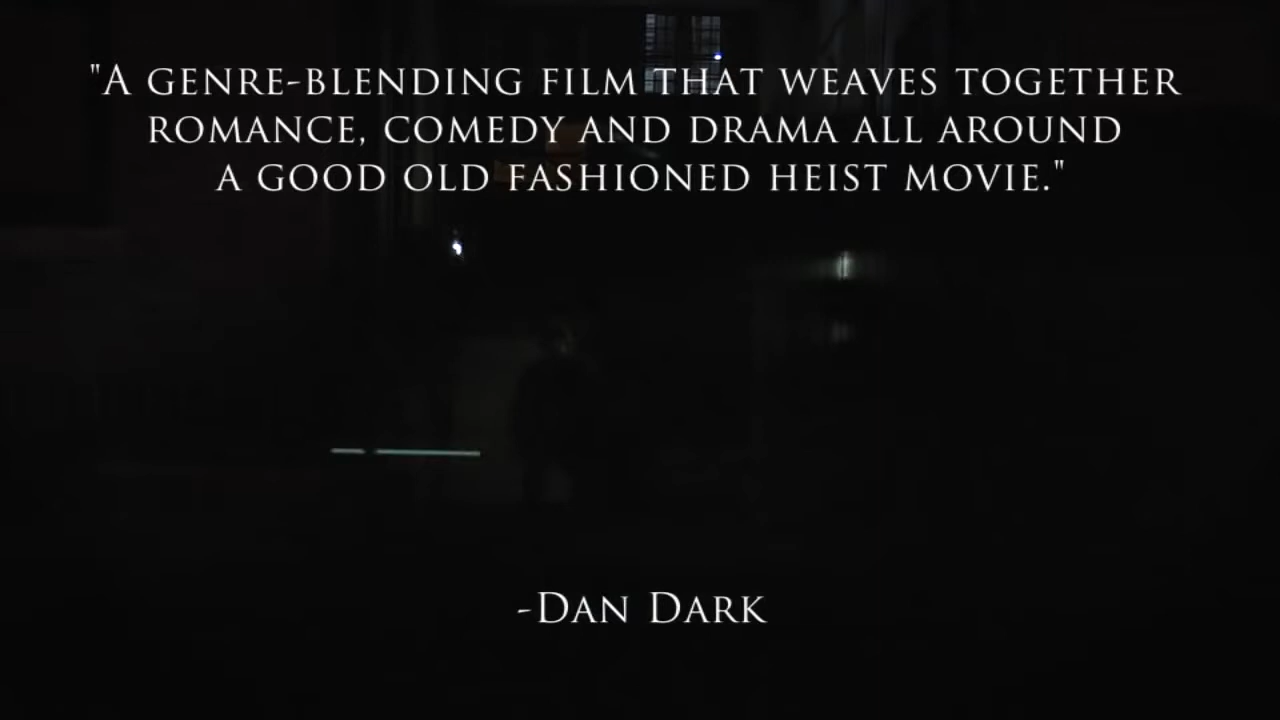 "A GENRE-BLENDING FILM THAT WEAVES TOGETHER
ROMANCE, COMEDY AND DRAMA ALL AROUND
A GOOD OLD FASHIONED HEIST MOVIE."
-DAN DARK